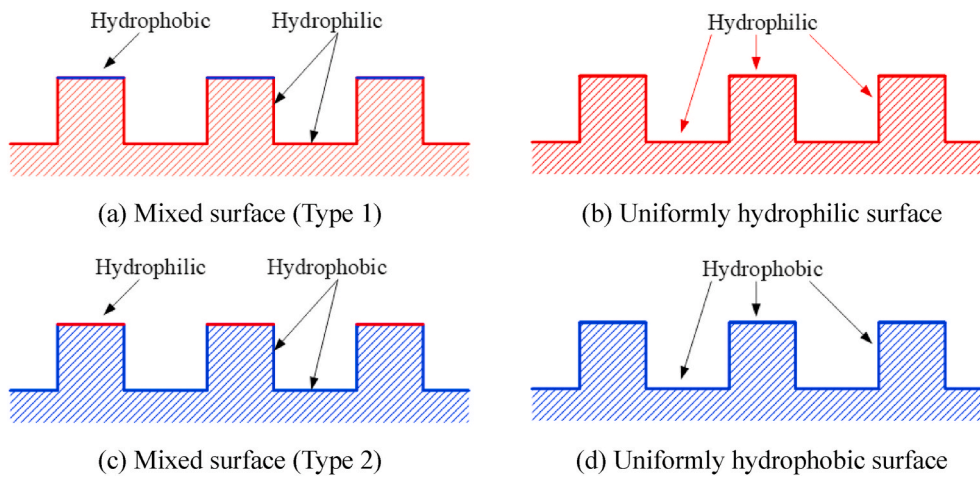 Hydrophobic Hydrophilic
(a) Mixed surface (Type 1)
Hydrophilic
(b) Uniformly hydrophilic surface
Hydrophilic Hydrophobic
(c) Mixed surface (Type 2)
Hydrophobic
(d) Uniformly hydrophobic surface